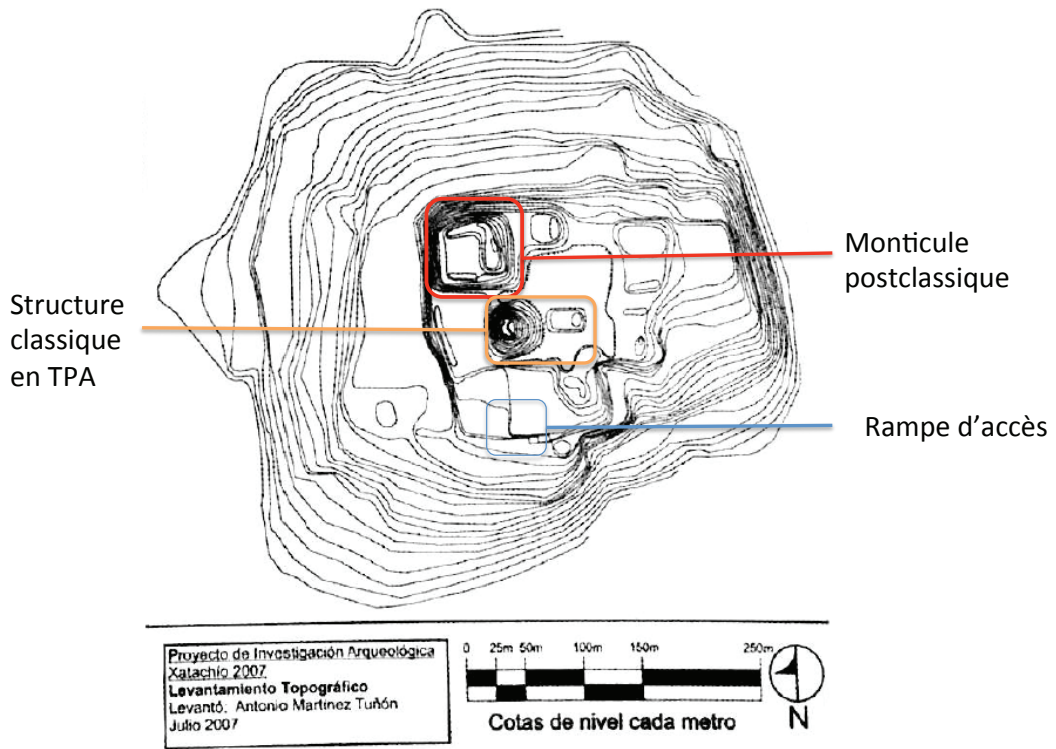 Monticule
postclassique
Structure
classique
en TPA
Rampe d’accès
Proyecto de Investigación Arqueológica
Xatachío 2007
Levantamiento Topográfico
Levantó: Antonio Martínez Tuñón
Julio 2007
0 25m 50m 100m 150m 250m
Cotas de nivel cada metro
N